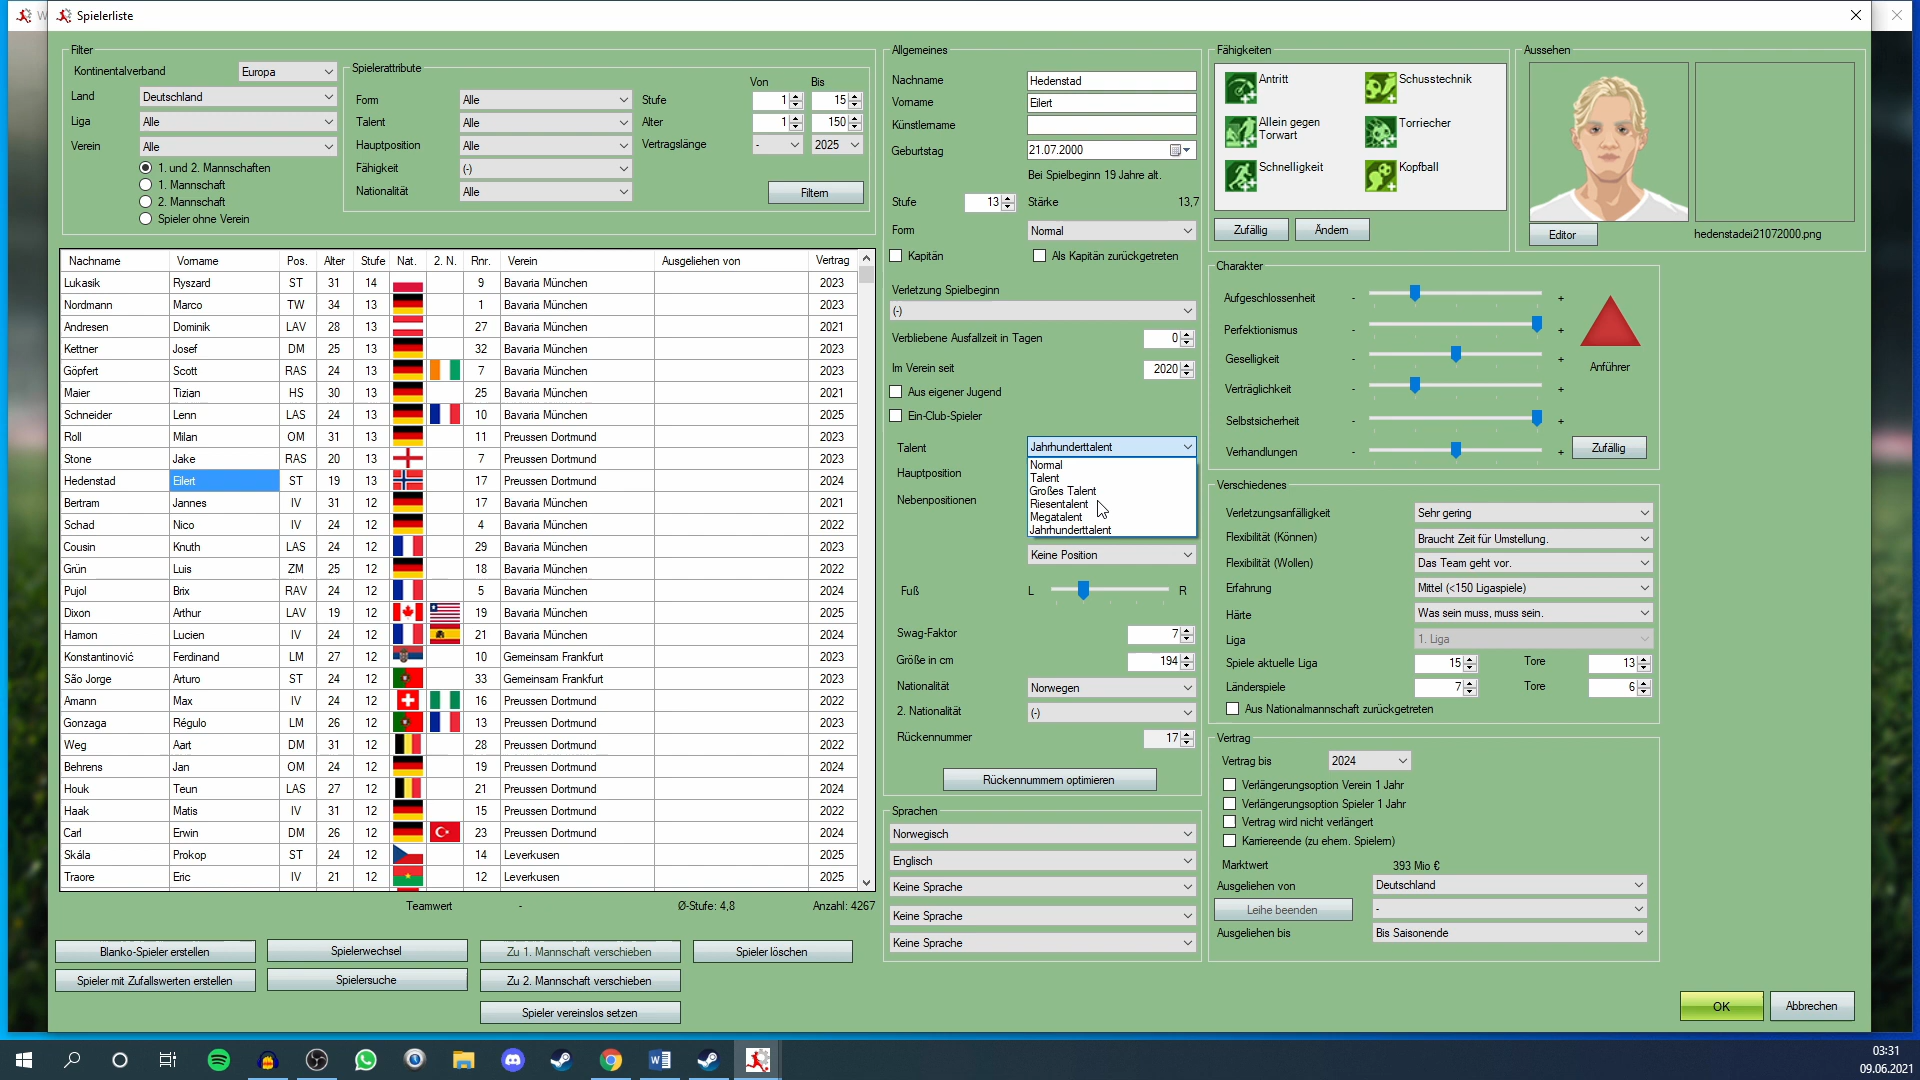 W
Spielerliste
Filter
Kontinentalverband
Europa
Land
Deutschland
Liga
Alle
Verein
Alle
1. und 2. Mannschaften
1. Mannschaft
2. Mannschaft
Spieler ohne Verein
Spielerattribute
Von
Bis
Form
Alle
Stufe
1
15
Talent
Alle
Alter
1
150
Hauptposition
Alle
Vertragslänge
-
2025
Fähigkeit
(-)
Nationalität
Alle
Filtern
Nachname Vorname Pos. Alter Stufe Nat. 2. N. Rnr. Verein Ausgeliehen von Vertrag
Lukasik Ryszard ST 31 14 9 Bavaria München 2023
Nordmann Marco TW 34 13 1 Bavaria München 2023
Andresen Dominik LAV 28 13 27 Bavaria München 2021
Kettner Josef DM 25 13 32 Bavaria München 2023
Göpfert Scott RAS 24 13 7 Bavaria München 2023
Maier Tizian HS 30 13 25 Bavaria München 2021
Schneider Lenn LAS 24 13 10 Bavaria München 2025
Roll Milan OM 31 13 11 Preussen Dortmund 2023
Stone Jake RAS 20 13 7 Preussen Dortmund 2023
Hedenstad Eilert ST 19 13 17 Preussen Dortmund 2024
Bertram Jannes IV 31 12 17 Bavaria München 2021
Schad Nico IV 24 12 4 Bavaria München 2022
Cousin Knuth LAS 24 12 29 Bavaria München 2023
Grün Luis ZM 25 12 18 Bavaria München 2022
Pujol Brix RAV 24 12 5 Bavaria München 2024
Dixon Arthur LAV 19 12 19 Bavaria München 2025
Hamon Lucien IV 24 12 21 Bavaria München 2024
Konstantinović Ferdinand LM 27 12 10 Gemeinsam Frankfurt 2023
São Jorge Arturo ST 24 12 33 Gemeinsam Frankfurt 2023
Amann Max IV 24 12 16 Preussen Dortmund 2022
Gonzaga Régulo LM 26 12 13 Preussen Dortmund 2023
Weg Aart DM 31 12 28 Preussen Dortmund 2022
Behrens Jan OM 24 12 19 Preussen Dortmund 2024
Houk Teun LAS 27 12 21 Preussen Dortmund 2024
Haak Matis IV 31 12 15 Preussen Dortmund 2022
Carl Erwin DM 26 12 23 Preussen Dortmund 2024
Skála Prokop ST 24 12 14 Leverkusen 2025
Traore Eric IV 21 12 12 Leverkusen 2025
Teamwert - Ø-Stufe: 4,8 Anzahl: 4267
Blanko-Spieler erstellen
Spielerwechsel
Zu 1. Mannschaft verschieben
Spieler löschen
Spieler mit Zufallswerten erstellen
Spielersuche
Zu 2. Mannschaft verschieben
Spieler vereinslos setzen
Allgemeines
Nachname
Hedenstad
Vorname
Eilert
Künstlername
Geburtstag
21.07.2000
Bei Spielbeginn 19 Jahre alt.
Stufe
13
Stärke
13,7
Form
Normal
Kapitän
Als Kapitän zurückgetreten
Verletzung Spielbeginn
(-)
Verbliebene Ausfallzeit in Tagen
0
Im Verein seit
2020
Aus eigener Jugend
Ein-Club-Spieler
Talent
Jahrhunderttalent
Normal
Talent
Großes Talent
Riesentalent
Megatalent
Jahrhunderttalent
Hauptposition
Nebenpositionen
Keine Position
Fuß
L
R
Swag-Faktor
7
Größe in cm
194
Nationalität
Norwegen
2. Nationalität
(-)
Rückennummer
17
Rückennummern optimieren
Sprachen
Norwegisch
Englisch
Keine Sprache
Keine Sprache
Keine Sprache
Fähigkeiten
Antritt
Schusstechnik
Allein gegen
Torwart
Torriecher
Schnelligkeit
Kopfball
Zufällig
Ändern
Aussehen
Editor
hedenstadei21072000.png
Charakter
Aufgeschlossenheit - +
Perfektionismus - +
Geselligkeit - +
Verträglichkeit - +
Selbstsicherheit - +
Verhandlungen - +
Anführer
Zufällig
Verschiedenes
Verletzungsanfälligkeit
Sehr gering
Flexibilität (Können)
Braucht Zeit für Umstellung.
Flexibilität (Wollen)
Das Team geht vor.
Erfahrung
Mittel (<150 Ligaspiele)
Härte
Was sein muss, muss sein.
Liga
1. Liga
Spiele aktuelle Liga
15
Tore
13
Länderspiele
7
Tore
6
Aus Nationalmannschaft zurückgetreten
Vertrag
Vertrag bis
2024
Verlängerungsoption Verein 1 Jahr
Verlängerungsoption Spieler 1 Jahr
Vertrag wird nicht verlängert
Karriereende (zu ehem. Spielern)
Marktwert
393 Mio €
Ausgeliehen von
Deutschland
Leihe beenden
-
Ausgeliehen bis
Bis Saisonende
OK
Abbrechen
03:31
09.06.2021